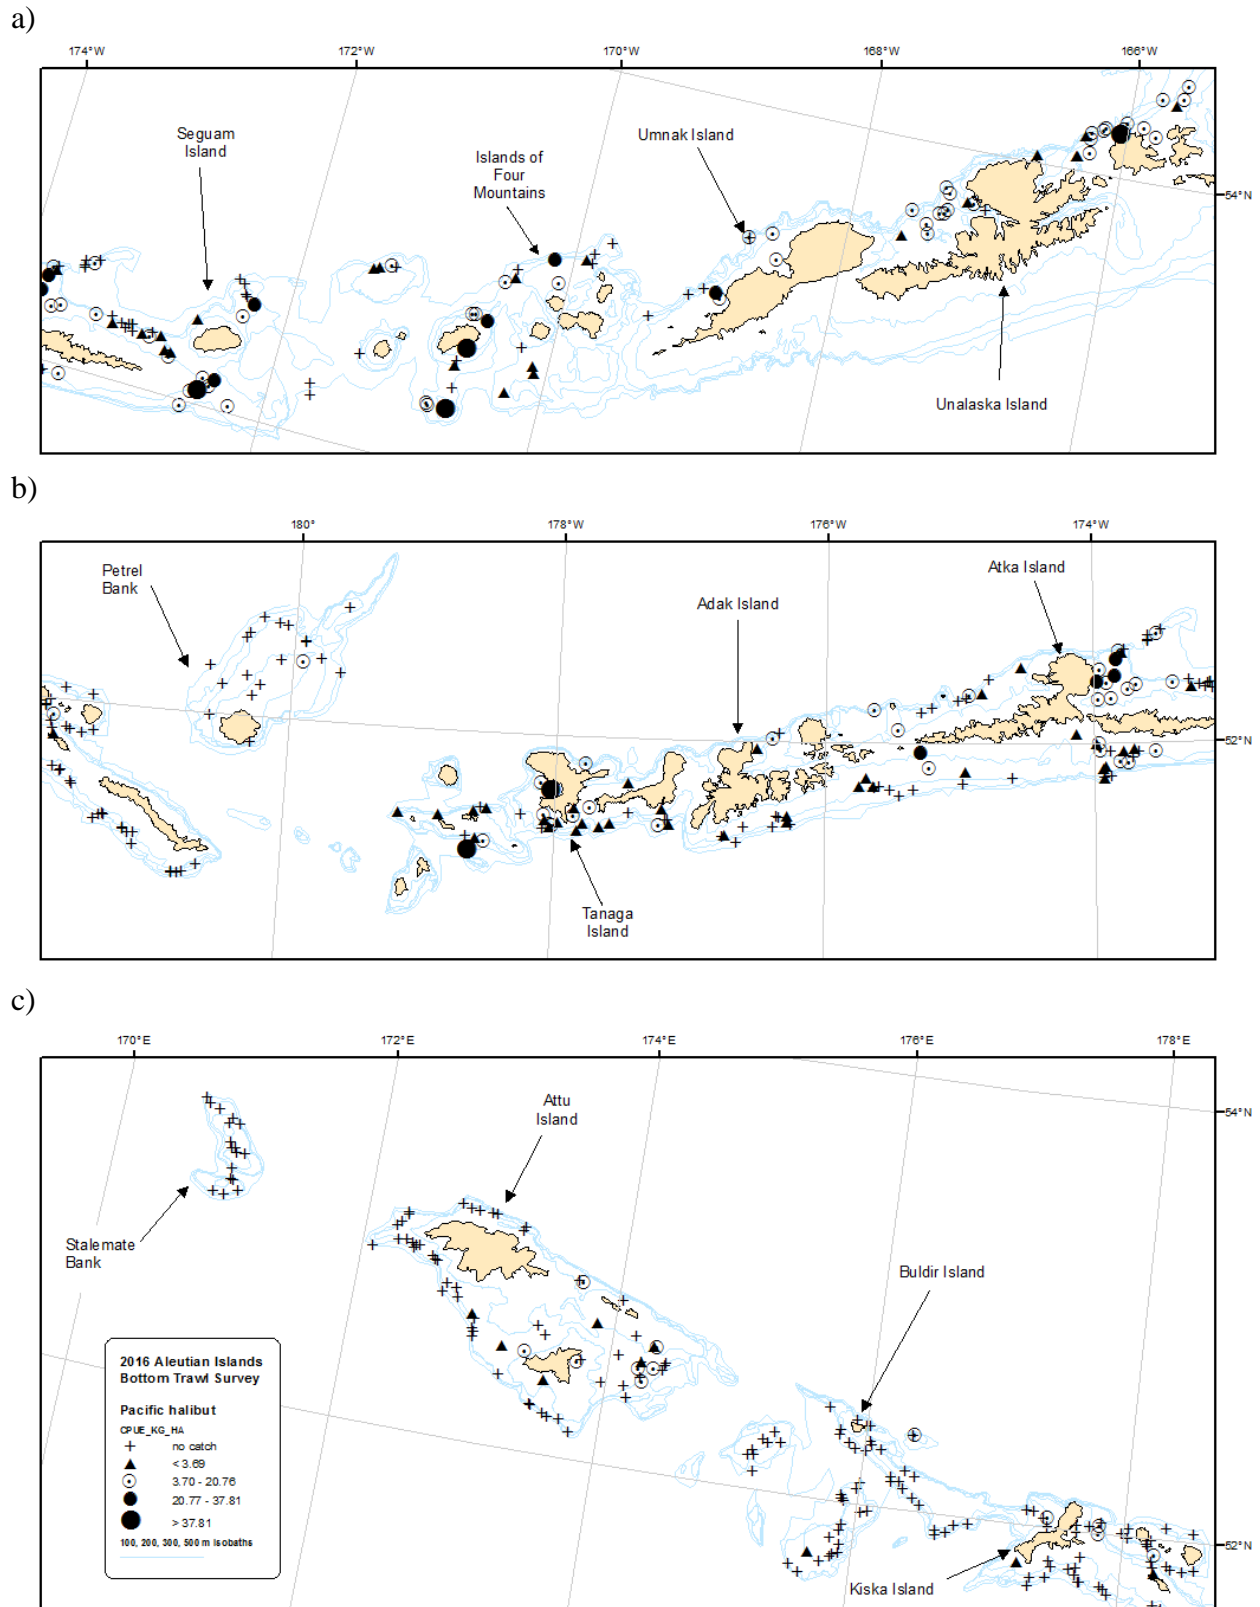 a)
174°W 172°W 170°W 168°W 166°W
Seguam
Island
Islands of
Four
Mountains
Umnak Island
54°N
Unalaska Island
b)
180° 178°W 176°W 174°W
Petrel
Bank
Adak Island
Atka Island
52°N
Tanaga
Island
c)
170°E 172°E 174°E 176°E 178°E
54°N
Attu
Island
Stalemate
Bank
Buldir Island
52°N
Kiska Island
2016 Aleutian Islands
Bottom Trawl Survey
Pacific halibut
CPUE_KG_HA
no catch
< 3.69
3.70 - 20.76
20.77 - 37.81
> 37.81
100, 200, 300, 500 m Isobaths